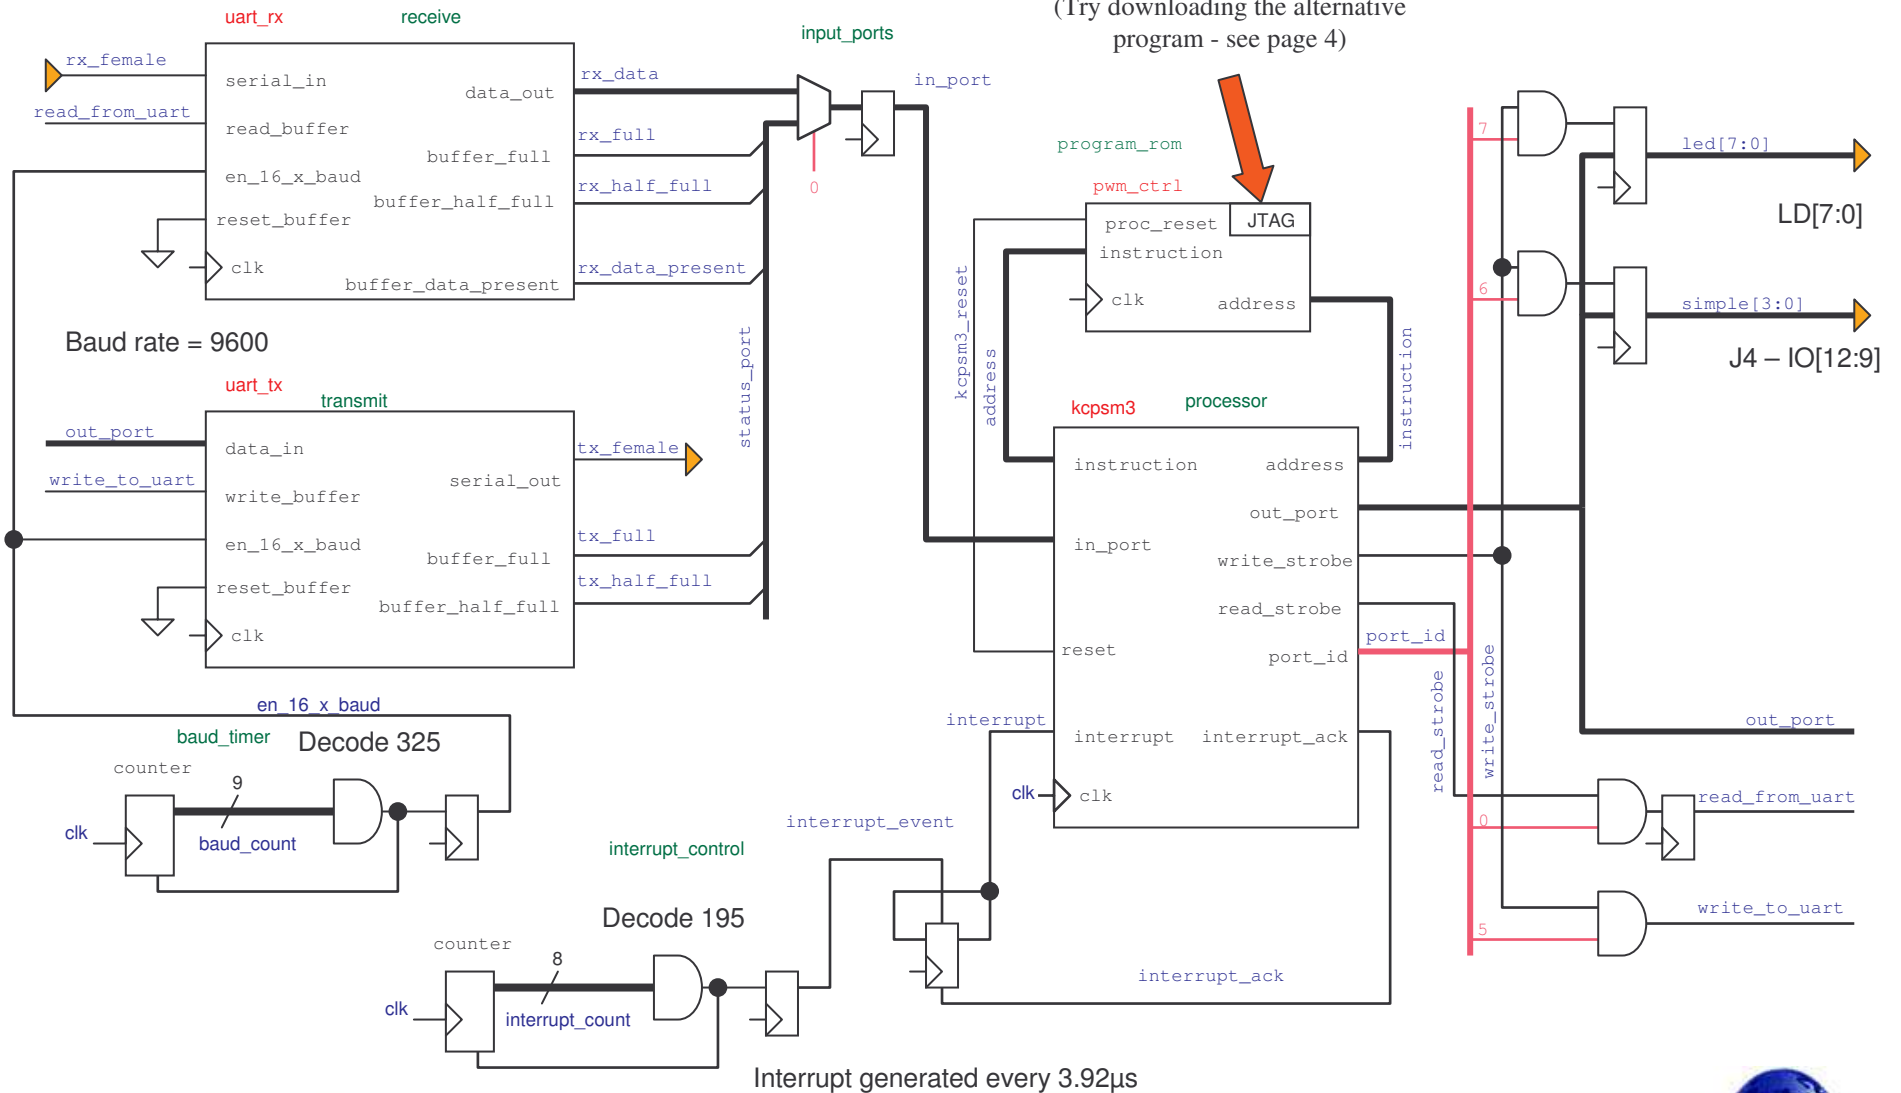 (Try downloading the alternative
program - see page 4)
uart_rx
receive
rx_female
serial_in
read_from_uart
read_buffer
en_16_x_baud
reset_buffer
clk
data_out
buffer_full
buffer_half_full
buffer_data_present
rx_data
rx_full
rx_half_full
rx_data_present
input_ports
0
in_port
status_port
Baud rate = 9600
uart_tx
transmit
out_port
data_in
write_to_uart
write_buffer
en_16_x_baud
reset_buffer
clk
serial_out
buffer_full
buffer_half_full
tx_female
tx_full
tx_half_full
en_16_x_baud
baud_timer
Decode 325
counter
9
clk
baud_count
interrupt_control
Decode 195
counter
8
clk
interrupt_count
interrupt_event
Interrupt generated every 3.92µs
program_rom
pwm_ctrl
JTAG
proc_reset
instruction
clk
address
kcpsm3_reset
address
instruction
kcpsm3
processor
instruction
address
out_port
in_port
write_strobe
read_strobe
reset
port_id
interrupt
interrupt
interrupt_ack
clk
clk
interrupt_ack
port_id
read_strobe
write_strobe
7
led[7:0]
LD[7:0]
6
simple[3:0]
J4 – IO[12:9]
out_port
read_from_uart
0
write_to_uart
5